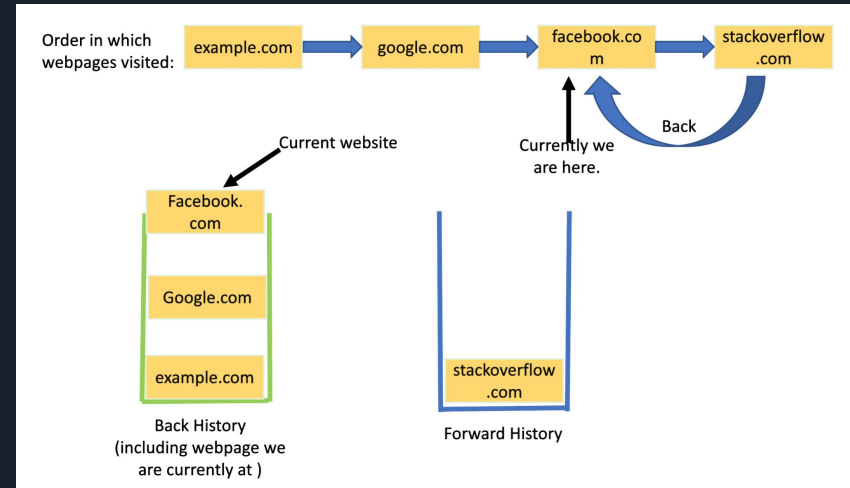 Order in which
webpages visited:
example.com
google.com
facebook.co
m
stackoverflow
.com
Back
Currently we
are here.
Current website
Facebook.
com
Google.com
example.com
Back History
(including webpage we
are currently at )
stackoverflow
.com
Forward History